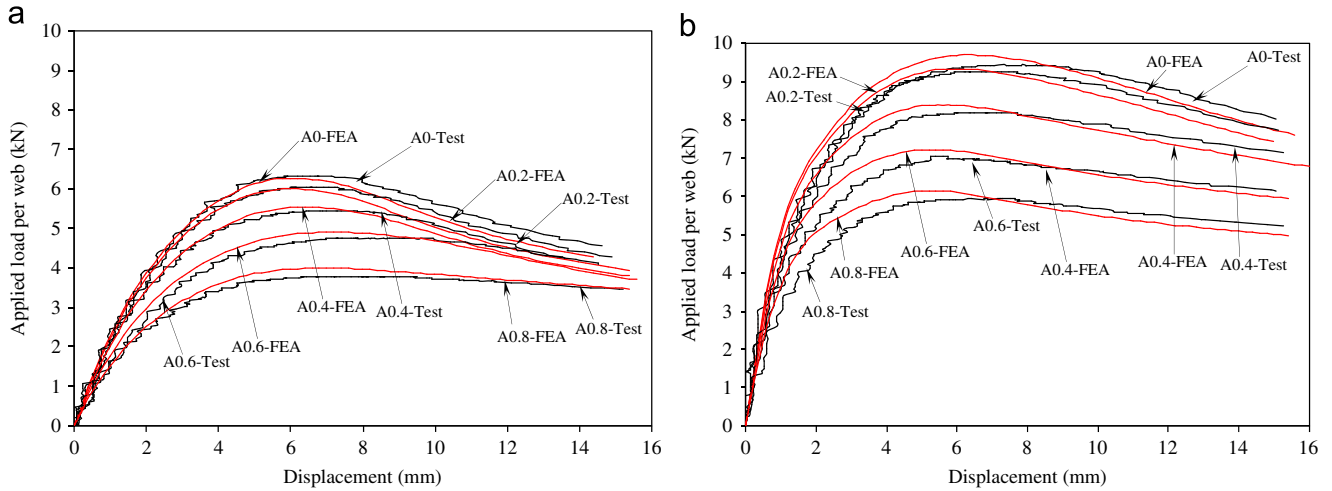 a
10
9
8
7
6
5
4
3
2
1
0
Applied load per web (kN)
A0-FEA
A0-Test
A0.2-FEA
A0.2-Test
A0.4-FEA
A0.4-Test
A0.8-FEA
A0.8-Test
A0.6-FEA
A0.6-Test
0 2 4 6 8 10 12 14 16
Displacement (mm)
b
10
9
8
7
6
5
4
3
2
1
0
Applied load per web (kN)
A0.2-FEA
A0.2-Test
A0-FEA
A0-Test
A0.6-Test
A0.6-FEA
A0.4-FEA
A0.4-FEA
A0.4-Test
A0.8-FEA
A0.8-Test
0 2 4 6 8 10 12 14 16
Displacement (mm)